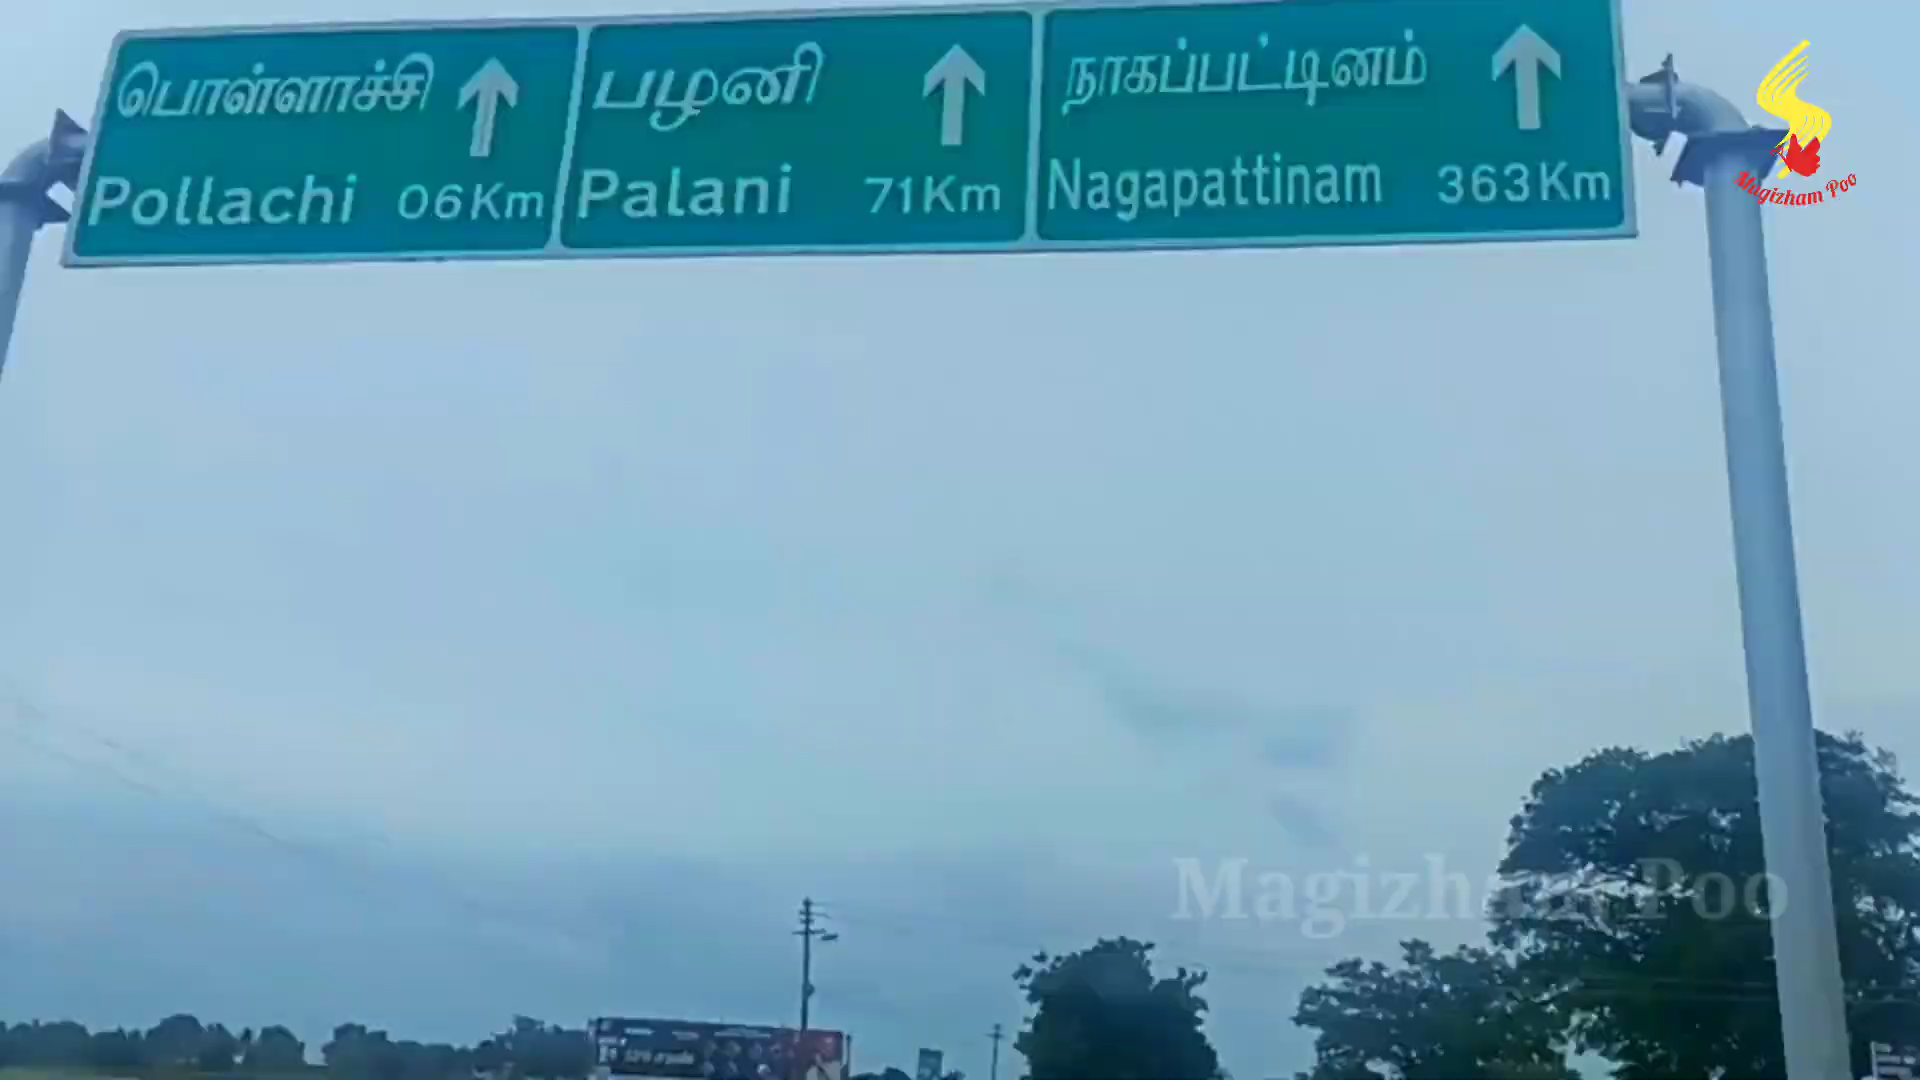 பொள்ளாச்சி
Pollachi 06Km
பழனி
Palani 71Km
நாகப்பட்டினம்
Nagapattinam 363Km
Magizham Poo
Magizham Poo